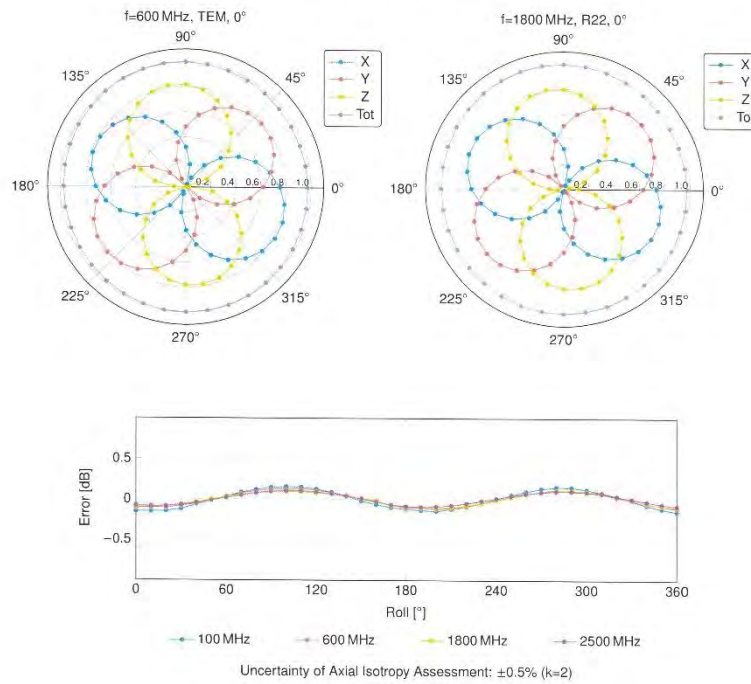 f=600 MHz, TEM, 0°
f=1800 MHz, R22, 0°
90°
135°
45°
180°
0°
225°
315°
270°
0.2 0.4 0.6 0.8 1.0
X
Y
Z
Tot
90°
135°
45°
180°
0°
225°
315°
270°
0.2 0.4 0.6 0.8 1.0
X
Y
Z
Tot
Error [dB]
0.5
0
−0.5
0 60 120 180 240 300 360
Roll [°]
100 MHz 600 MHz 1800 MHz 2500 MHz
Uncertainty of Axial Isotropy Assessment: ±0.5% (k=2)